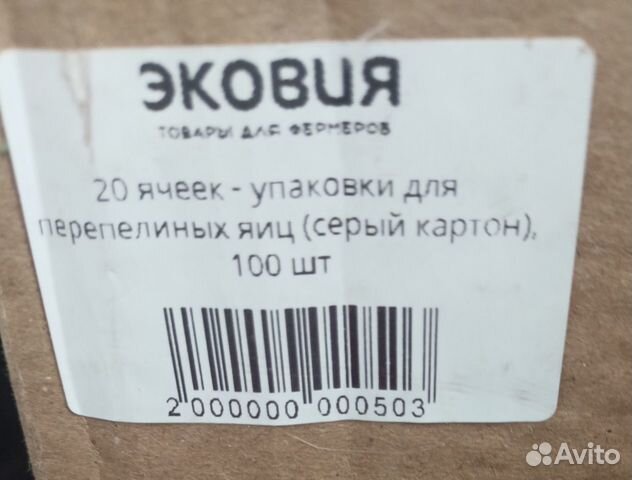 ЭКОВИЯ
ТОВАРЫ ДЛЯ ФЕРМЕРОВ
20 ячеек - упаковки для
перепелиных яиц (серый картон),
100 шт
2 000000 000503
Avito